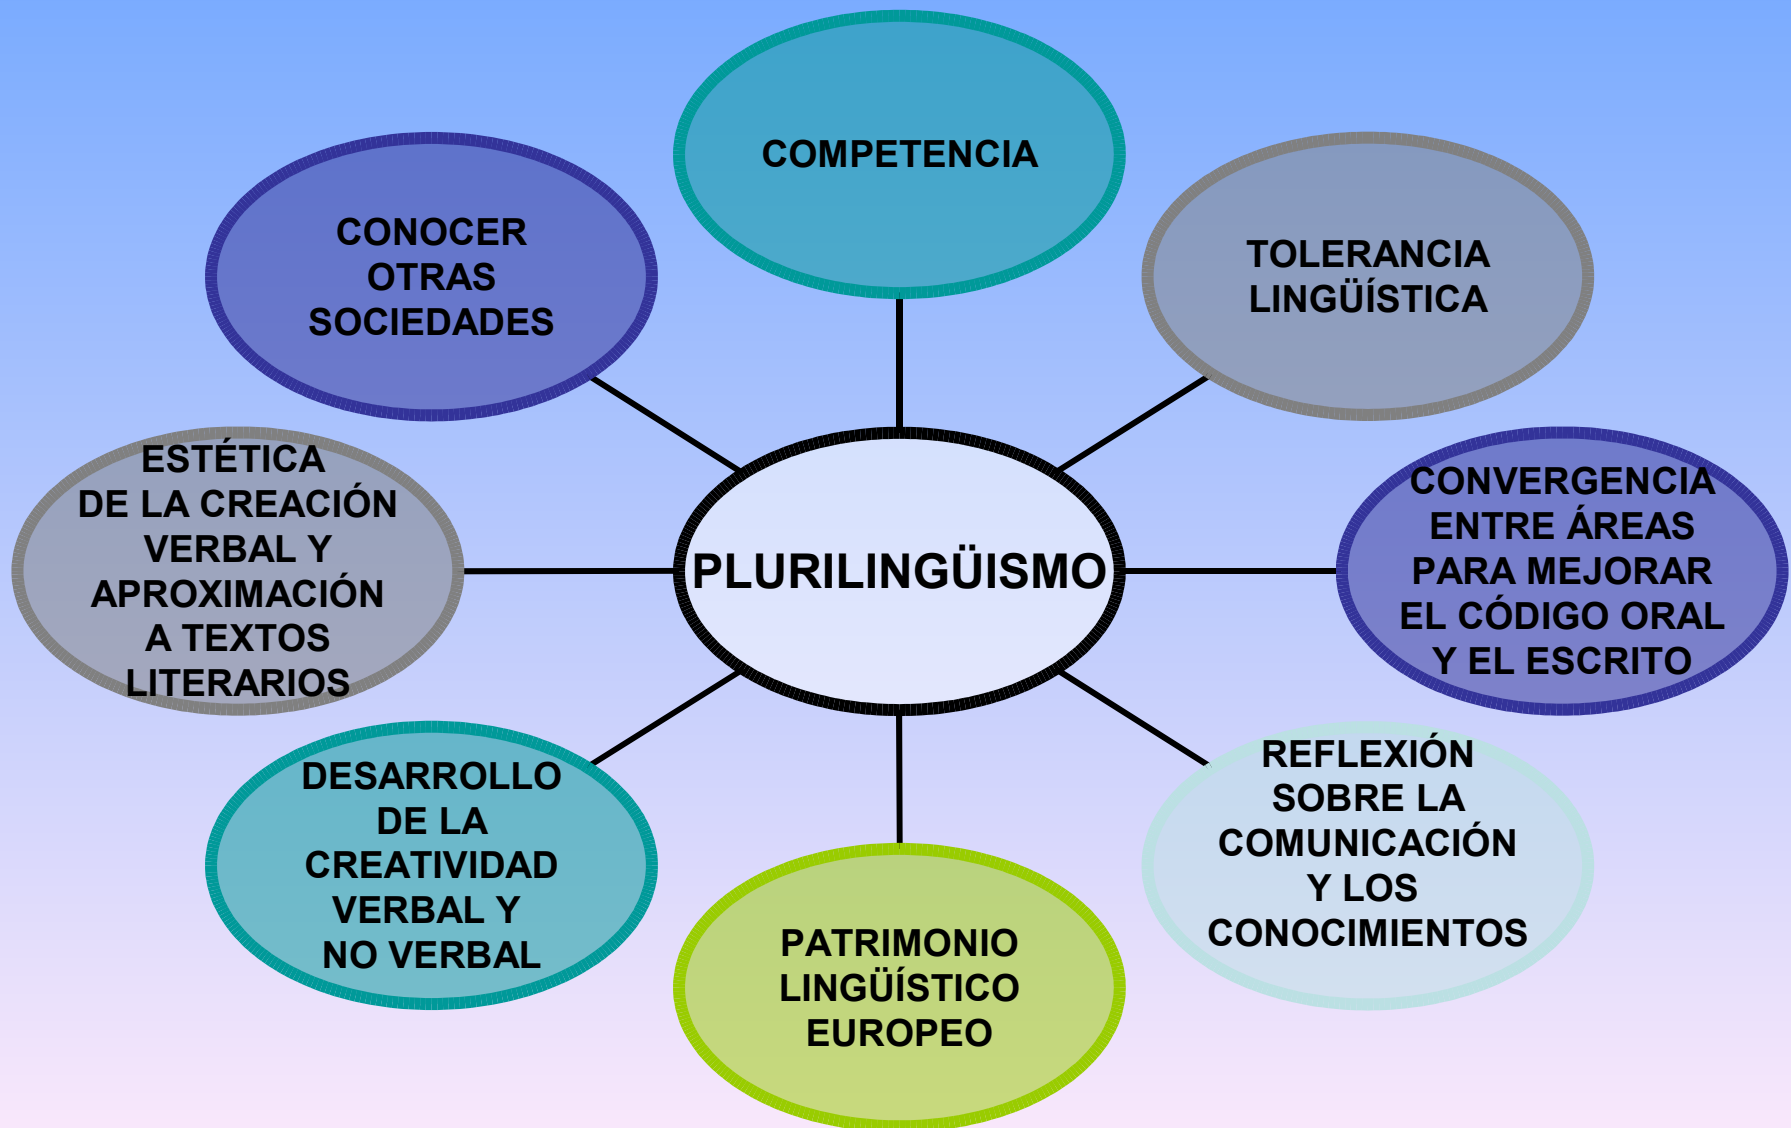 COMPETENCIA
CONOCER
OTRAS
SOCIEDADES
TOLERANCIA
LINGÜÍSTICA
ESTÉTICA
DE LA CREACIÓN
VERBAL Y
APROXIMACIÓN
A TEXTOS
LITERARIOS
PLURILINGÜISMO
CONVERGENCIA
ENTRE ÁREAS
PARA MEJORAR
EL CÓDIGO ORAL
Y EL ESCRITO
DESARROLLO
DE LA
CREATIVIDAD
VERBAL Y
NO VERBAL
REFLEXIÓN
SOBRE LA
COMUNICACIÓN
Y LOS
CONOCIMIENTOS
PATRIMONIO
LINGÜÍSTICO
EUROPEO